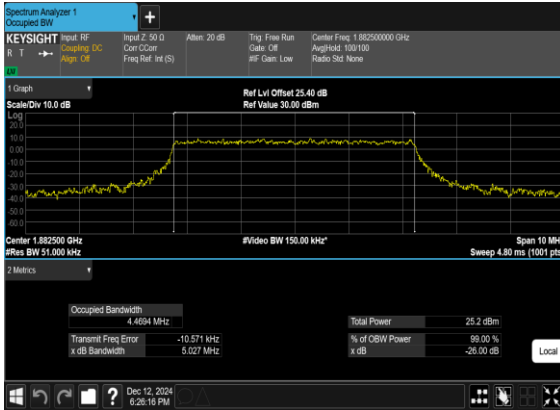 Spectrum Analyzer 1
Occupied BW
+
KEYSIGHT Input: RF Input Z: 50 Ω Atten: 20 dB Trig: Free Run Center Freq: 1.882500000 GHz
R T Coupling: DC Corr CCorr Gate: Off Avg|Hold: 100/100
Align: Off Freq Ref: Int (S) #IF Gain: Low Radio Std: None
1 Graph
Ref Lvl Offset 25.40 dB
Scale/Div 10.0 dB Ref Value 30.00 dBm
Log
20.0
10.0
0.00
-10.0
-20.0
-30.0
-40.0
-50.0
-60.0
Center 1.882500 GHz #Video BW 150.00 kHz* Span 10 MH
#Res BW 51.000 kHz Sweep 4.80 ms (1001 pts
2 Metrics
Occupied Bandwidth
4.4694 MHz Total Power 25.2 dBm
Transmit Freq Error -10.571 kHz % of OBW Power 99.00 %
x dB Bandwidth 5.027 MHz x dB -26.00 dB
Local
? Dec 12, 2024
6:26:16 PM